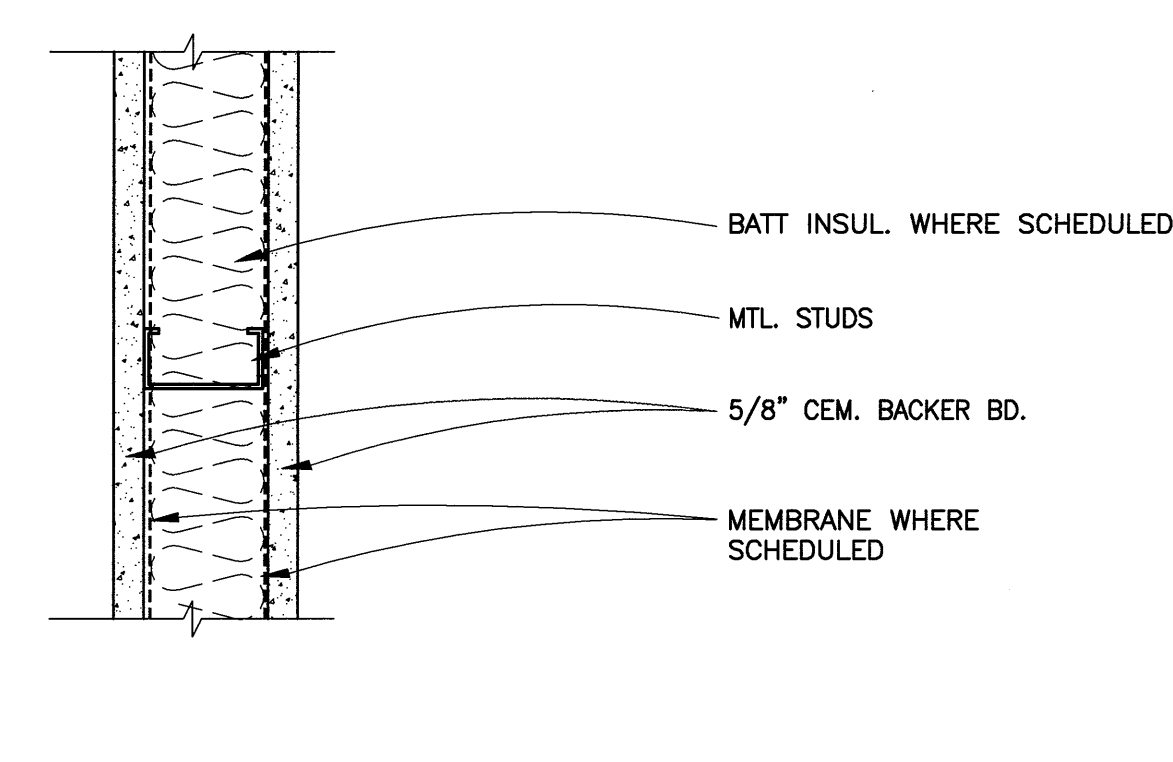 BATT INSUL. WHERE SCHEDULED
MTL. STUDS
5/8" CEM. BACKER BD.
MEMBRANE WHERE
SCHEDULED